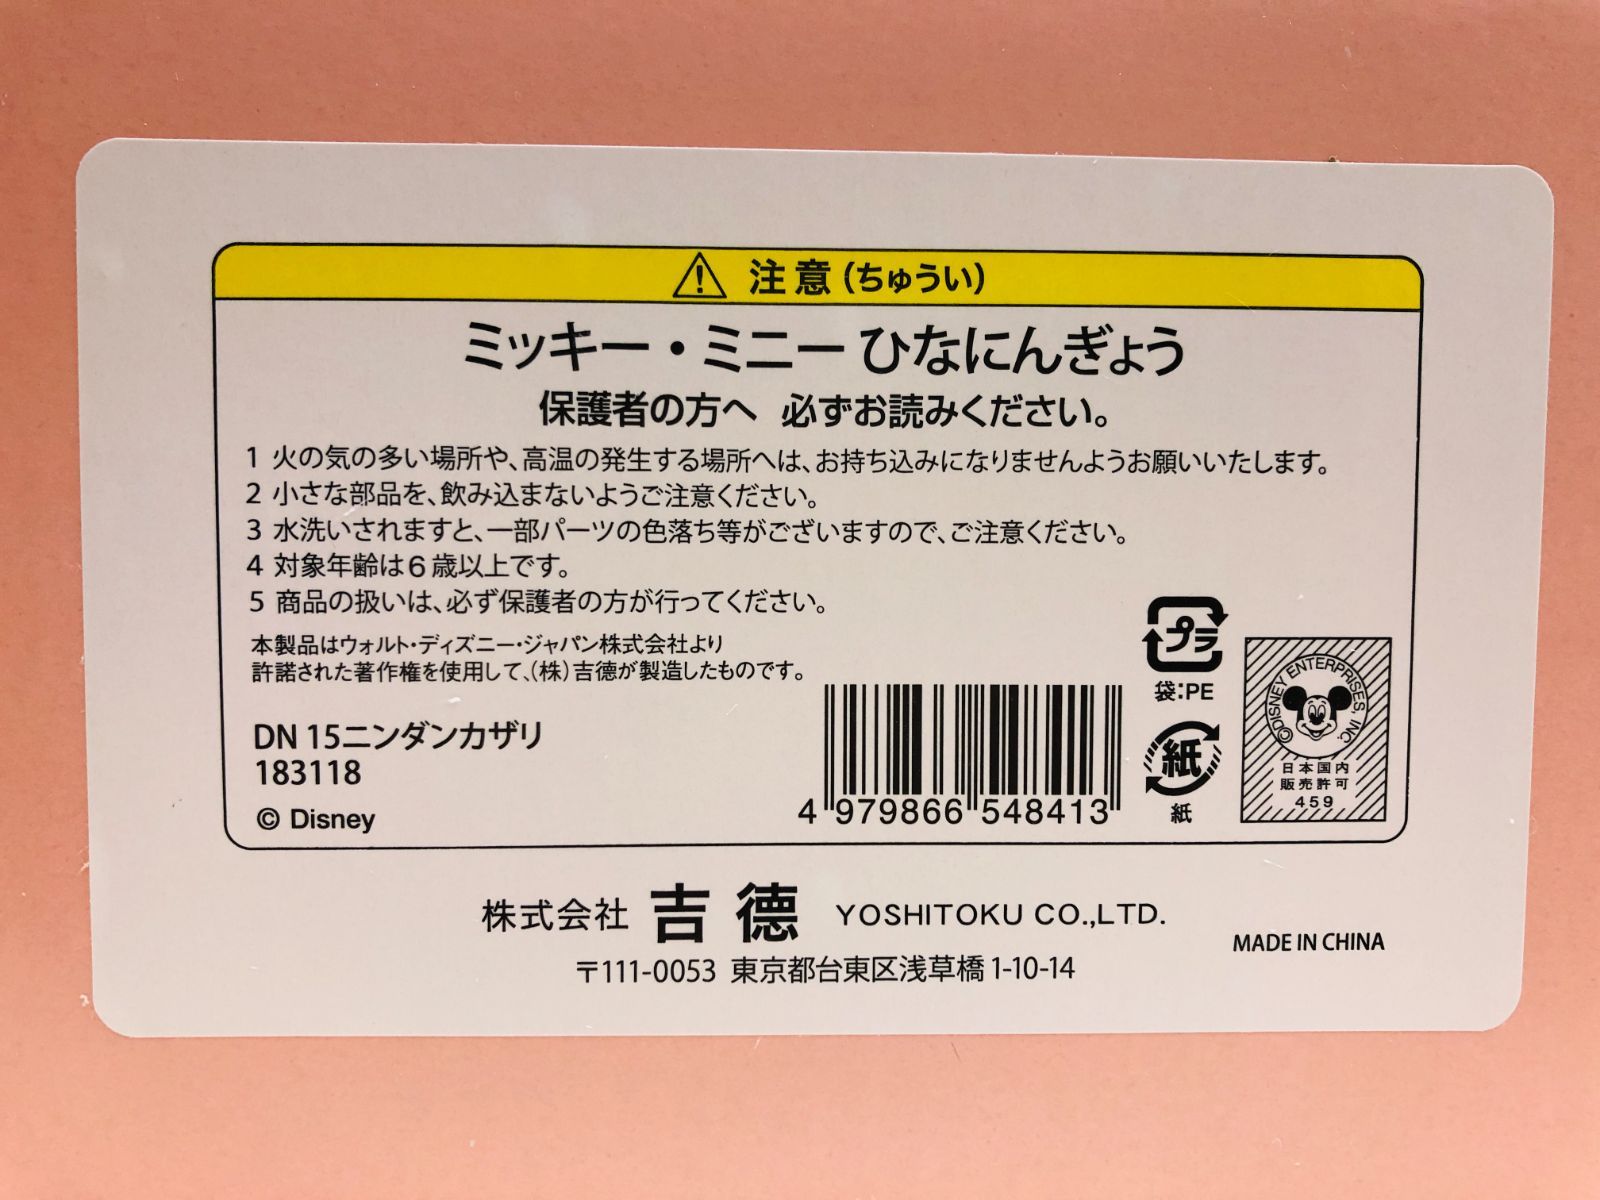 注意(ちゅうい)
ミッキー・ミニーひなにんぎょう
保護者の方へ 必ずお読みください。
1 火の気の多い場所や、高温の発生する場所へは、お持ち込みになりませんようお願いいたします。
2 小さな部品を、飲み込まないようご注意ください。
3 水洗いされますと、一部パーツの色落ち等がございますので、ご注意ください。
4 対象年齢は6歳以上です。
5 商品の扱いは、必ず保護者の方が行ってください。
本製品はウォルト・ディズニー・ジャパン株式会社より
許諾された著作権を使用して、(株)吉德が製造したものです。
DN 15ニンダンカザリ
183118
© Disney
4 979866 548413
プラ
袋:PE
紙
紙
©DISNEY ENTERPRISES, INC.
日本国内
販売許可
459
株式会社 吉德 YOSHITOKU CO.,LTD.
〒111-0053 東京都台東区浅草橋1-10-14
MADE IN CHINA